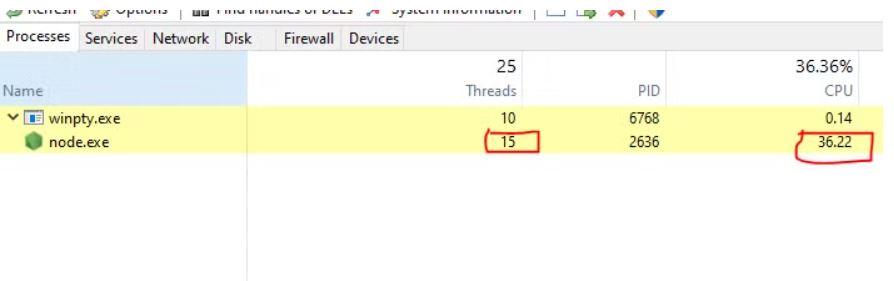 Refresh Options Find handles or DLLs System information
Processes Services Network Disk Firewall Devices
25 36.36%
Name Threads PID CPU
winpty.exe 10 6768 0.14
node.exe 15 2636 36.22